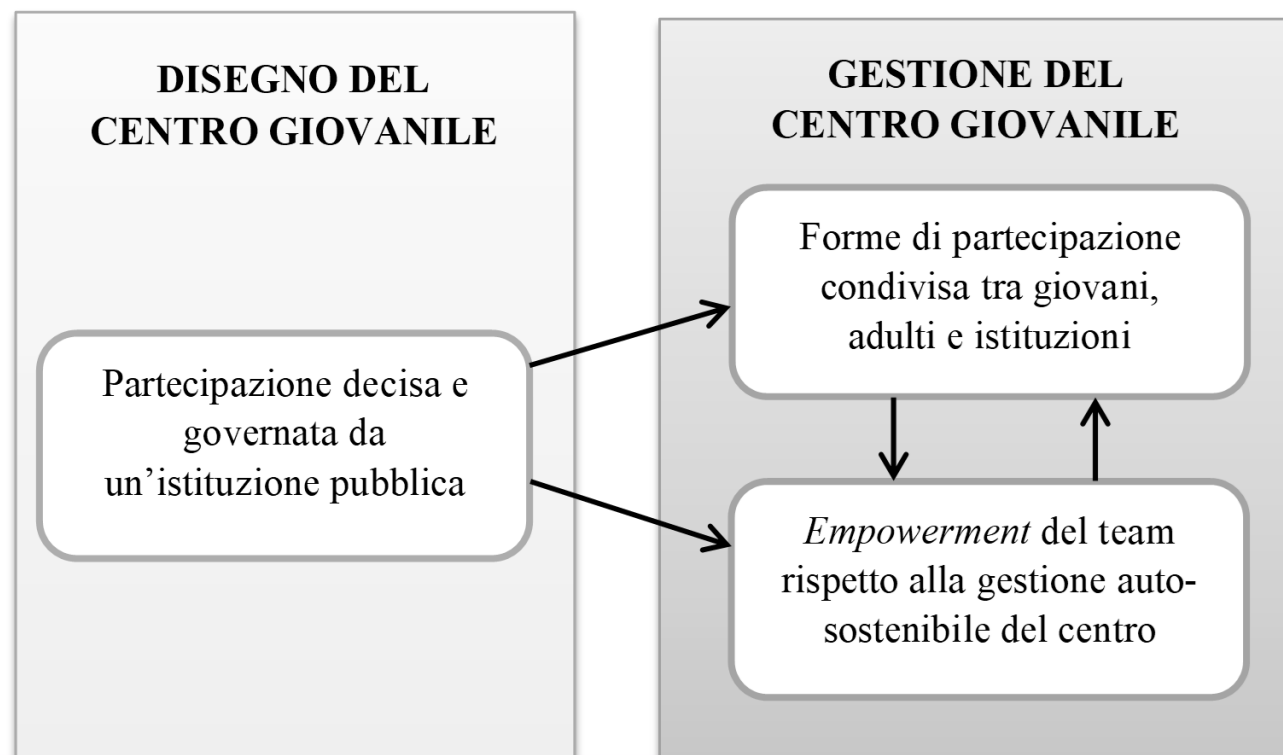 DISEGNO DEL
CENTRO GIOVANILE
Partecipazione decisa e
governata da
un’istituzione pubblica
GESTIONE DEL
CENTRO GIOVANILE
Forme di partecipazione
condivisa tra giovani,
adulti e istituzioni
Empowerment del team
rispetto alla gestione auto-
sostenibile del centro